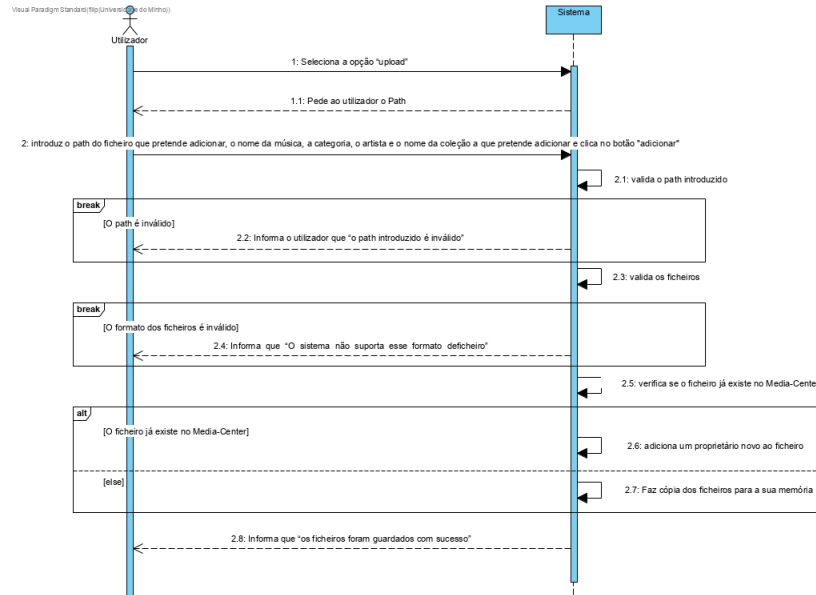 Visual Paradigm Standard(filip(Universidade do Minho))
Sistema
Utilizador
1: Seleciona a opção "upload"
1.1: Pede ao utilizador o Path
2: introduz o path do ficheiro que pretende adicionar, o nome da música, a categoria, o artista e o nome da coleção a que pretende adicionar e clica no botão "adicionar"
2.1: valida o path introduzido
break
[O path é inválido]
2.2: Informa o utilizador que "o path introduzido é inválido"
2.3: valida os ficheiros
break
[O formato dos ficheiros é inválido]
2.4: Informa que "O sistema não suporta esse formato deficheiro"
2.5: verifica se o ficheiro já existe no Media-Cente
alt
[O ficheiro já existe no Media-Center]
2.6: adiciona um proprietário novo ao ficheiro
[else]
2.7: Faz cópia dos ficheiros para a sua memória
2.8: Informa que "os ficheiros foram guardados com sucesso"